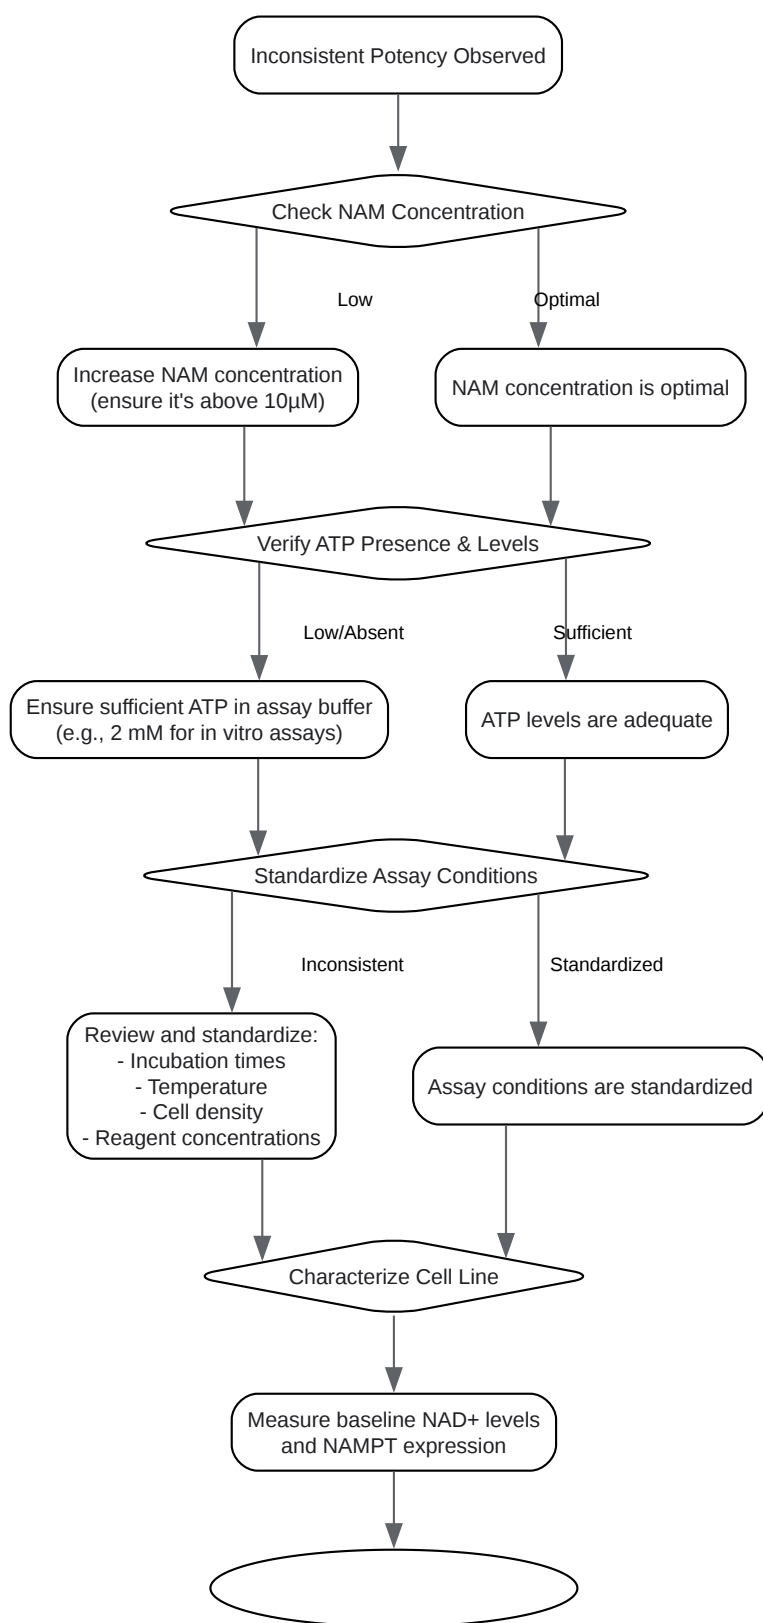 Inconsistent Potency Observed
Check NAM Concentration
Low
Optimal
Increase NAM concentration
(ensure it's above 10µM)
NAM concentration is optimal
Verify ATP Presence & Levels
Low/Absent
Sufficient
Ensure sufficient ATP in assay buffer
(e.g., 2 mM for in vitro assays)
ATP levels are adequate
Standardize Assay Conditions
Inconsistent
Standardized
Review and standardize:
- Incubation times
- Temperature
- Cell density
- Reagent concentrations
Assay conditions are standardized
Characterize Cell Line
Measure baseline NAD+ levels
and NAMPT expression